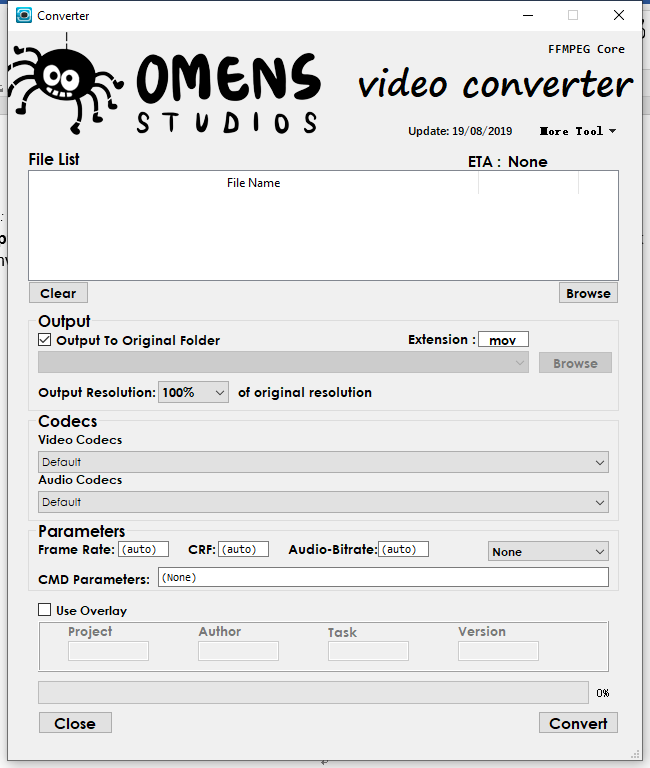 Converter
FFMPEG Core
OMENS
STUDIOS
video converter
Update: 19/08/2019 More Tool
File List ETA : None
File Name
Clear Browse
Output
Output To Original Folder Extension : mov
Browse
Output Resolution: 100% of original resolution
Codecs
Video Codecs
Default
Audio Codecs
Default
Parameters
Frame Rate: (auto) CRF: (auto) Audio-Bitrate: (auto) None
CMD Parameters: (None)
Use Overlay
Project Author Task Version
0%
Close Convert